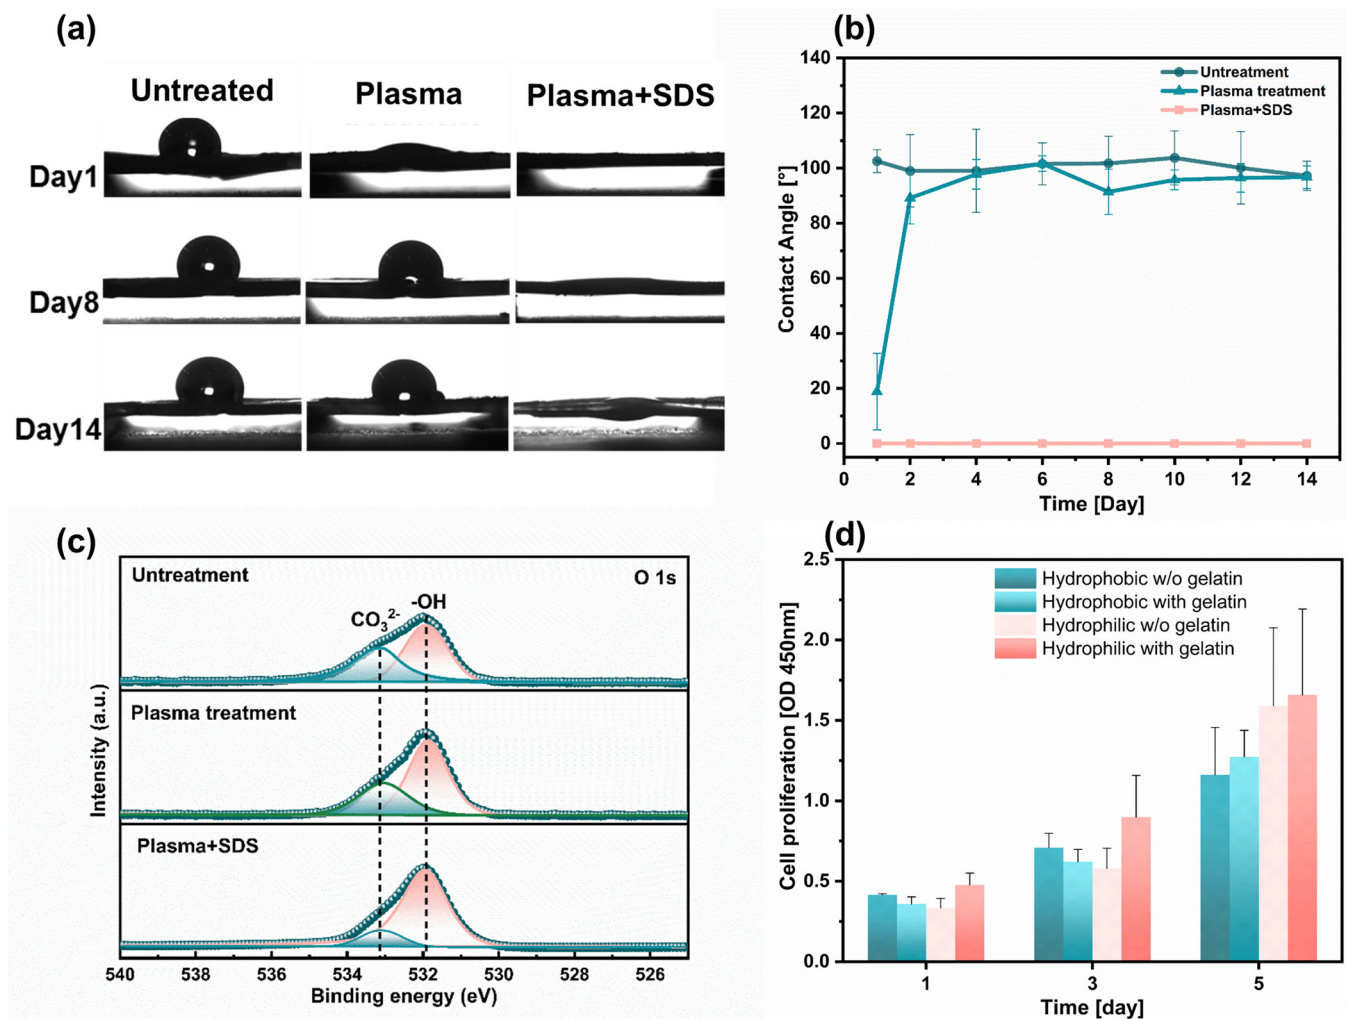 (a)
Untreated
Plasma
Plasma+SDS
Day1
Day8
Day14
(b)
140
120
100
80
60
40
20
0
Contact Angle [°]
Untreatment
Plasma treatment
Plasma+SDS
0
2
4
6
8
10
12
14
Time [Day]
(c)
Untreatment
O 1s
CO₃²⁻
-OH
Plasma treatment
Plasma+SDS
Intensity (a.u.)
540
538
536
534
532
530
528
526
Binding energy (eV)
(d)
2.5
2.0
1.5
1.0
0.5
0.0
Cell proliferation [OD 450nm]
Hydrophobic w/o gelatin
Hydrophobic with gelatin
Hydrophilic w/o gelatin
Hydrophilic with gelatin
1
3
5
Time [day]